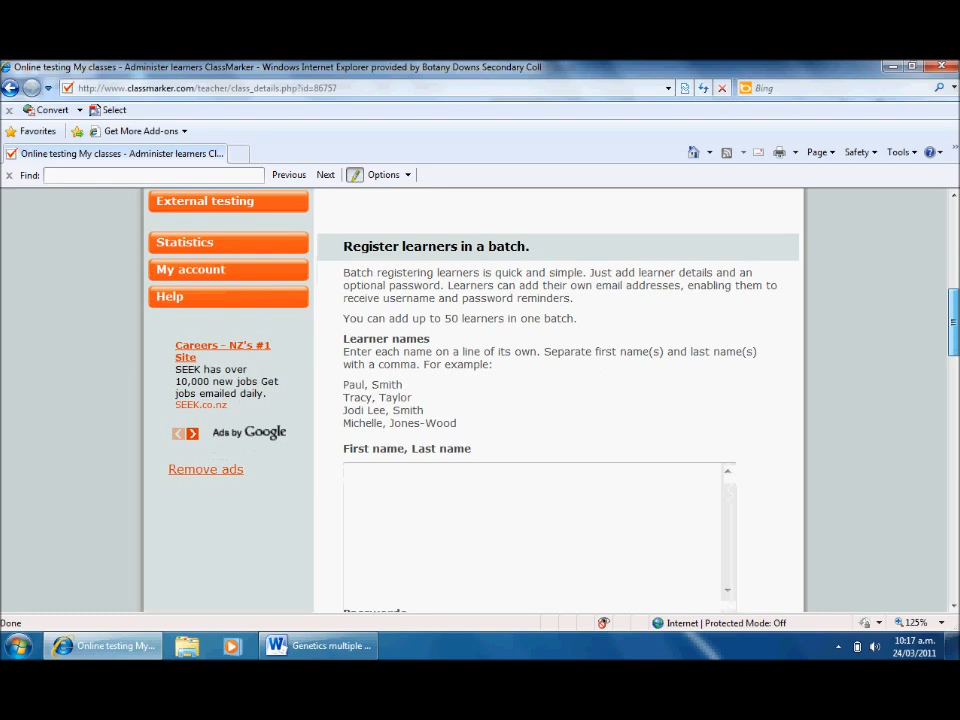 Online testing My classes - Administer learners ClassMarker - Windows Internet Explorer provided by Botany Downs Secondary Coll
http://www.classmarker.com/teacher/class_details.php?id=86757
Bing
x Convert Select
Favorites Get More Add-ons
Online testing My classes - Administer learners Cl...
Page Safety Tools
x Find: Previous Next Options
External testing
Statistics
My account
Help
Careers - NZ's #1
Site
SEEK has over
10,000 new jobs Get
jobs emailed daily.
SEEK.co.nz
Ads by Google
Remove ads
Register learners in a batch.
Batch registering learners is quick and simple. Just add learner details and an
optional password. Learners can add their own email addresses, enabling them to
receive username and password reminders.
You can add up to 50 learners in one batch.
Learner names
Enter each name on a line of its own. Separate first name(s) and last name(s)
with a comma. For example:
Paul, Smith
Tracy, Taylor
Jodi Lee, Smith
Michelle, Jones-Wood
First name, Last name
Passwords
Done
Internet | Protected Mode: Off
125%
Online testing My...
Genetics multiple ...
10:17 a.m.
24/03/2011